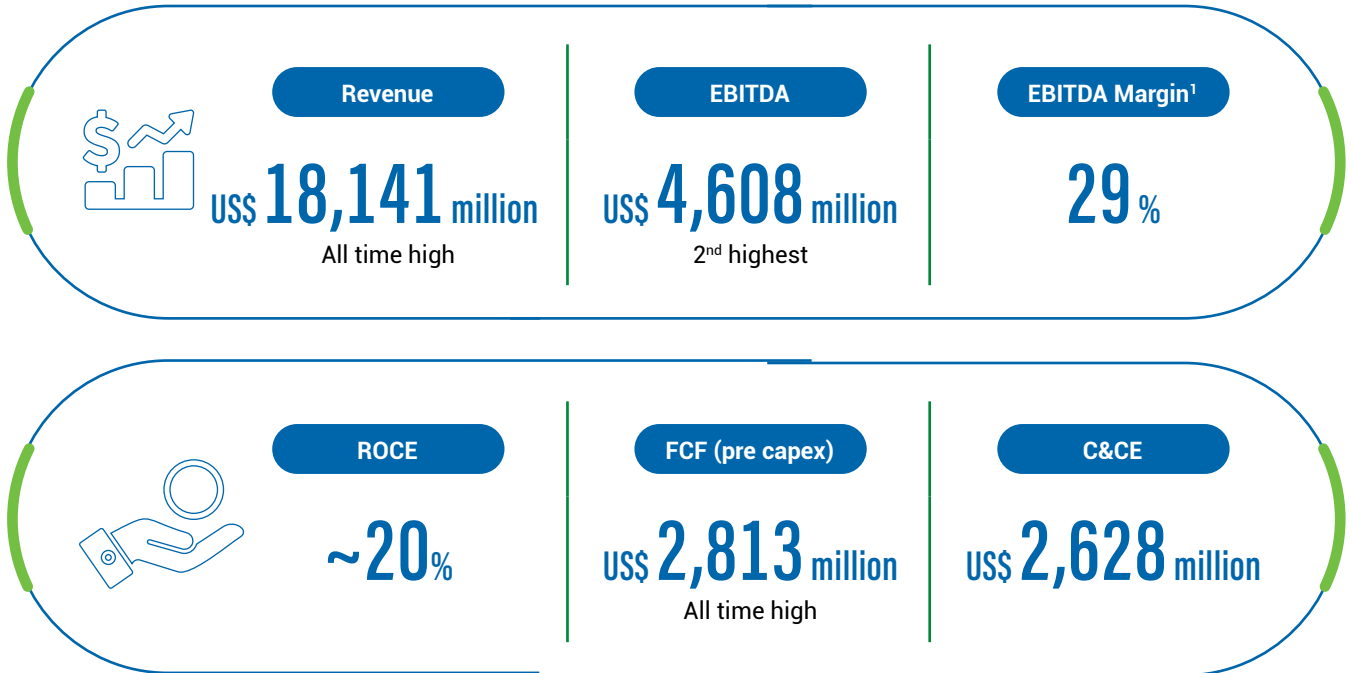 Revenue
EBITDA
EBITDA Margin¹
$
US$ 18,141 million
US$ 4,608 million
29 %
All time high
2nd highest
ROCE
FCF (pre capex)
C&CE
~20%
US$ 2,813 million
US$ 2,628 million
All time high